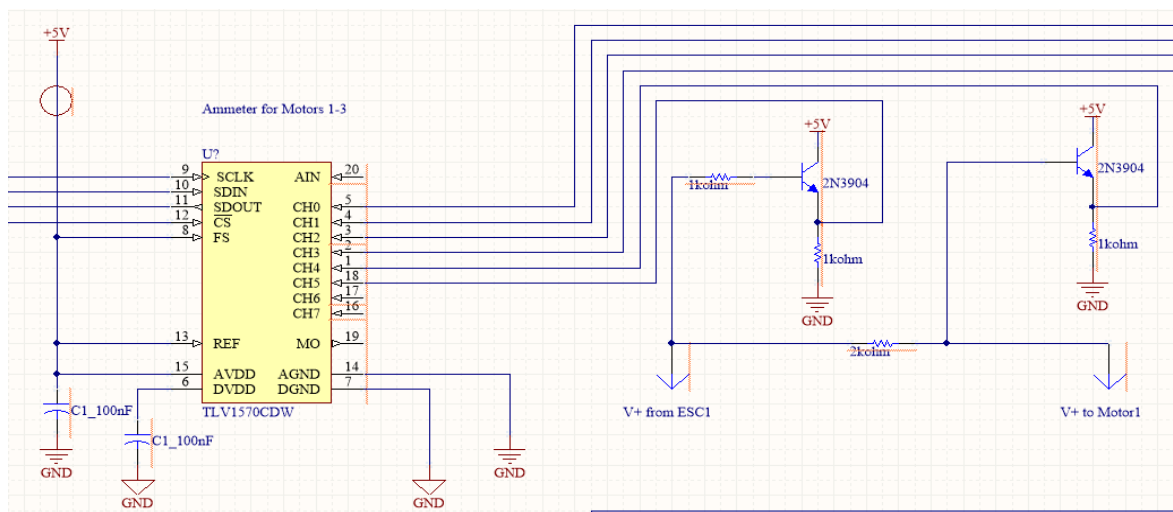 +5V
Ammeter for Motors 1-3
U?
9 SCLK AIN 20
10 SDIN
11 SDOUT CH0 5
12 CS CH1 4
8 FS CH2 3
CH3 2
CH4 1
CH5 18
CH6 17
CH7 16
13 REF MO 19
15 AVDD AGND 14
6 DVDD DGND 7
TLV1570CDW
C1_100nF
C1_100nF
GND
GND
GND
GND
+5V
2N3904
1kohm
1kohm
GND
+5V
2N3904
1kohm
GND
2kohm
V+ from ESC1
V+ to Motor1